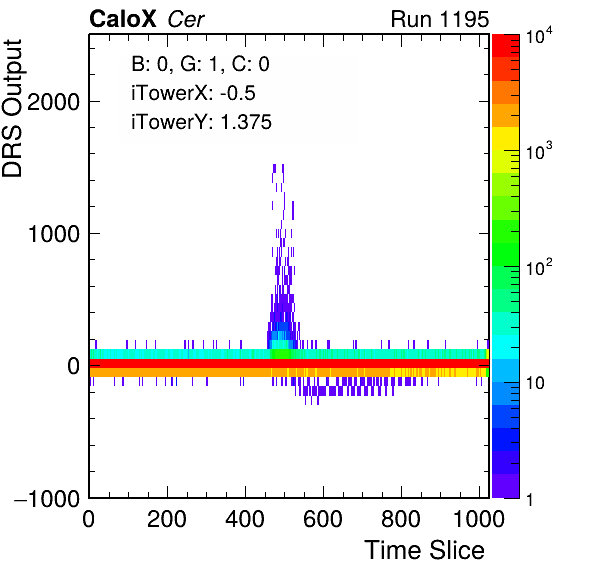 CaloX Cer Run 1195
DRS Output
B: 0, G: 1, C: 0
iTowerX: -0.5
iTowerY: 1.375
2000
1000
0
−1000
0 200 400 600 800 1000
Time Slice
10⁴
10³
10²
10
1